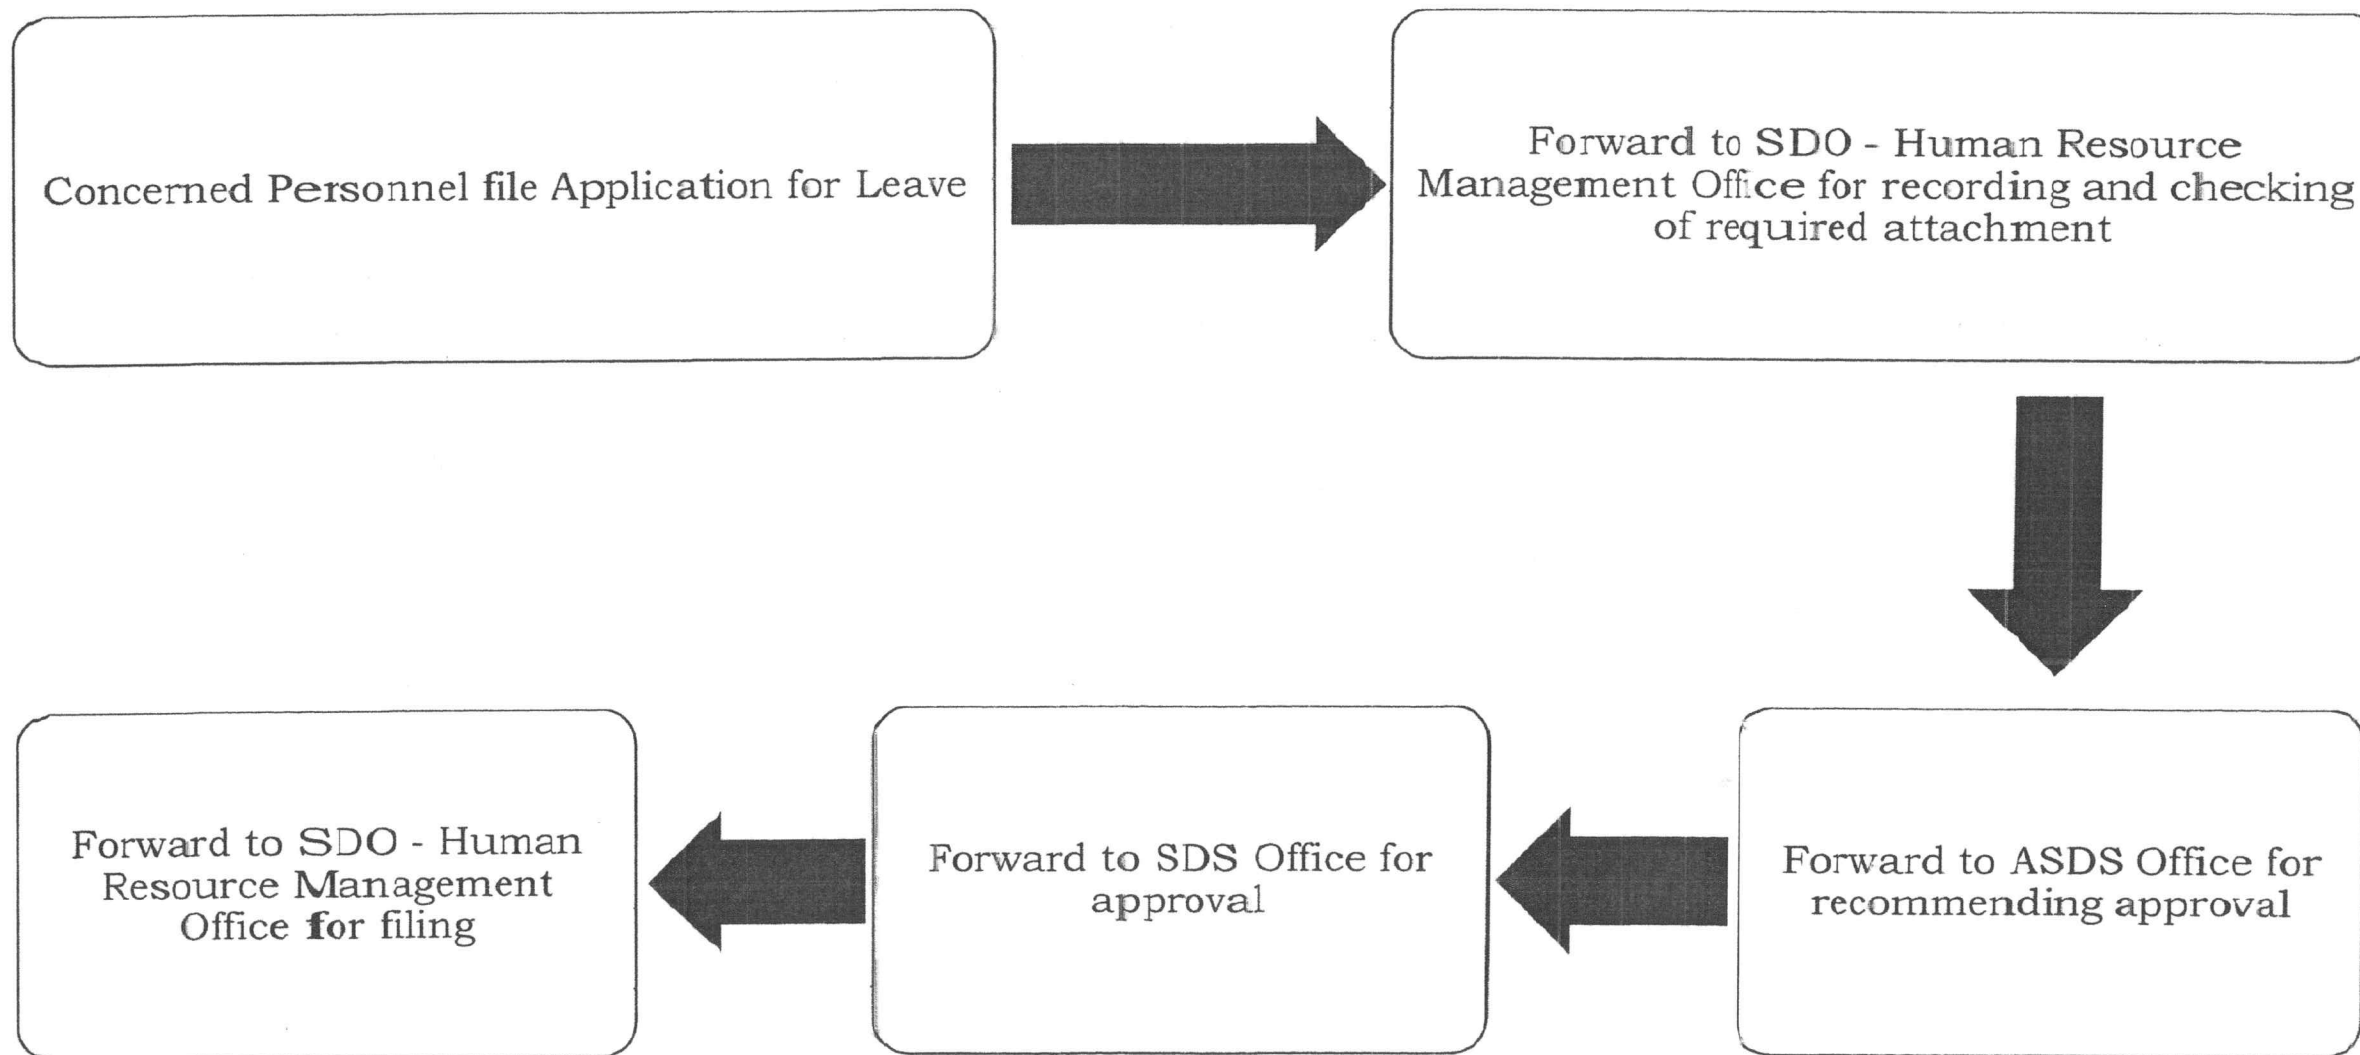 Concerned Personnel file Application for Leave
Forward to SDO - Human Resource
Management Office for recording and checking
of required attachment
Forward to ASDS Office for
recommending approval
Forward to SDS Office for
approval
Forward to SDO - Human
Resource Management
Office for filing